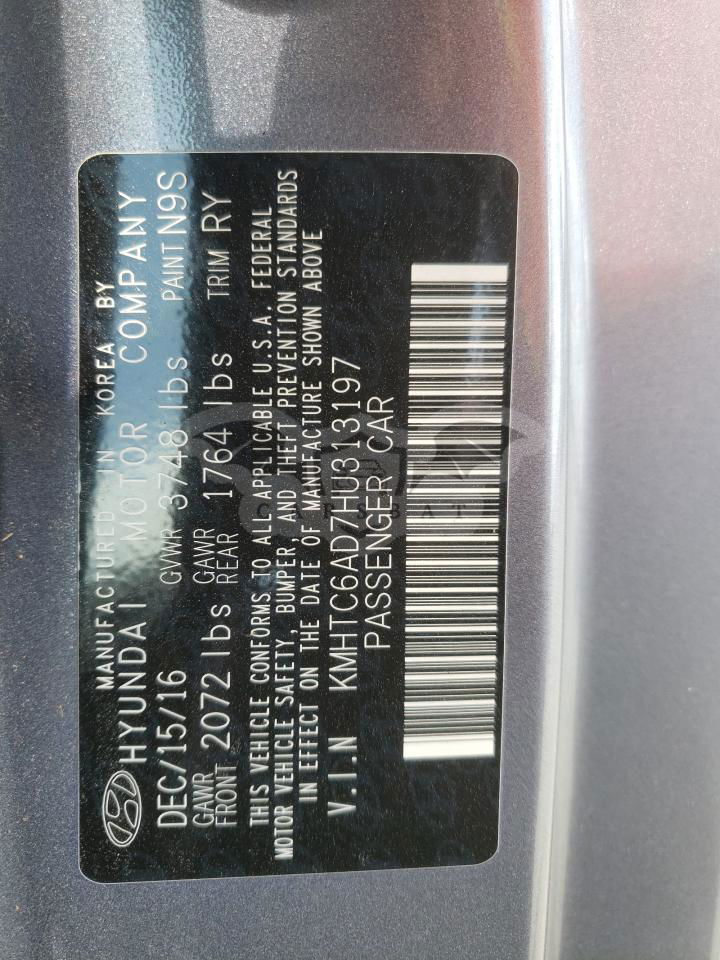 MANUFACTURED IN KOREA BY
HYUNDAI MOTOR COMPANY
DEC/15/16 GVWR 3748 lbs PAINT N9S
GAWR FRONT 2072 lbs GAWR REAR 1764 lbs TRIM RY
THIS VEHICLE CONFORMS TO ALL APPLICABLE U.S.A. FEDERAL
MOTOR VEHICLE SAFETY, BUMPER AND THEFT PREVENTION STANDARDS
IN EFFECT ON THE DATE OF MANUFACTURE SHOWN ABOVE
V.I.N KMHTC6AD7HU313197
PASSENGER CAR
CARSBAT